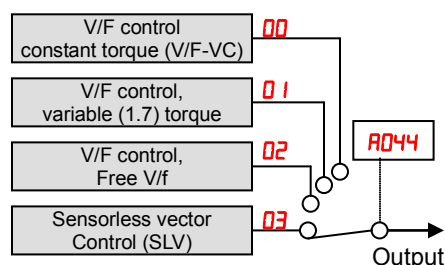 V/F control
constant torque (V/F-VC)
00
V/F control,
variable (1.7) torque
01
A044
V/F control,
Free V/f
02
Sensorless vector
Control (SLV)
03
Output